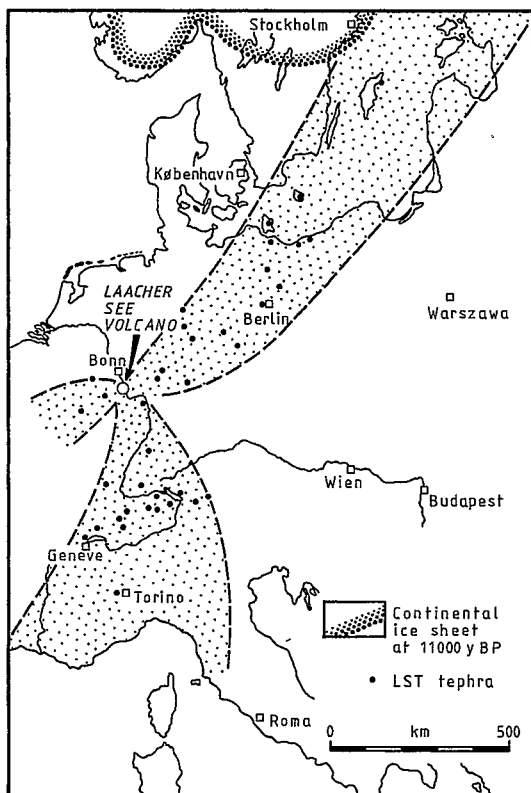 Stockholm
København
LAACHER
SEE
VOLCANO
Berlin
Warszawa
Bonn
Wien
Budapest
Genève
Torino
Continental
ice sheet
at 11000 y BP
LST tephra
Roma
km
0 500